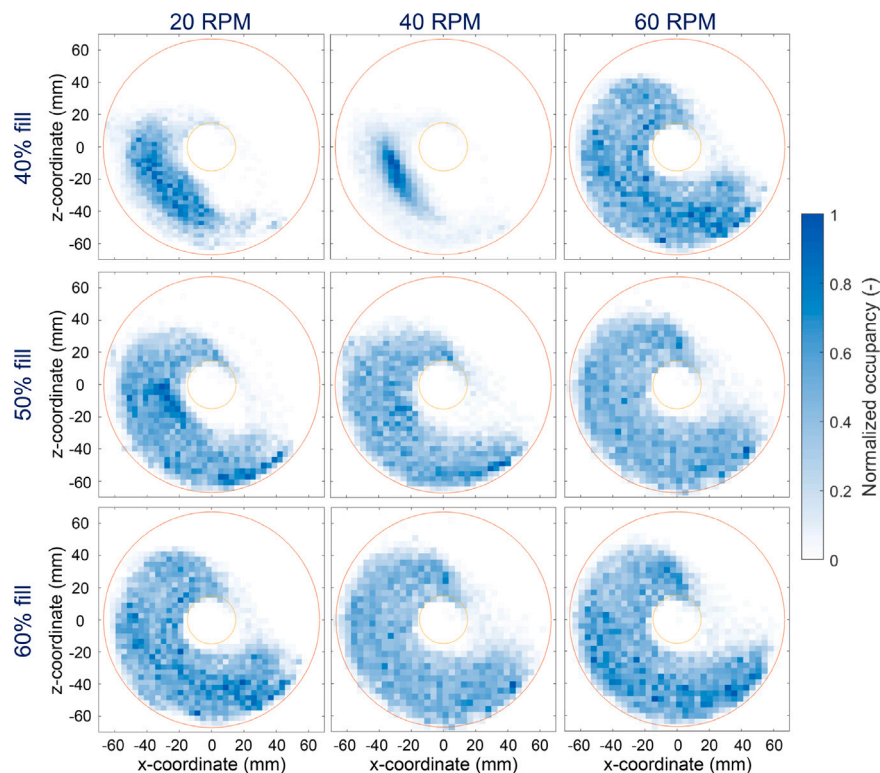 20 RPM 40 RPM 60 RPM
40% fill
z-coordinate (mm)
60
40
20
0
-20
-40
-60
50% fill
z-coordinate (mm)
60
40
20
0
-20
-40
-60
60% fill
z-coordinate (mm)
60
40
20
0
-20
-40
-60
-60 -40 -20 0 20 40 60 -60 -40 -20 0 20 40 60 -60 -40 -20 0 20 40 60
x-coordinate (mm) x-coordinate (mm) x-coordinate (mm)
1
0.8
0.6
0.4
0.2
0
Normalized occupancy (-)